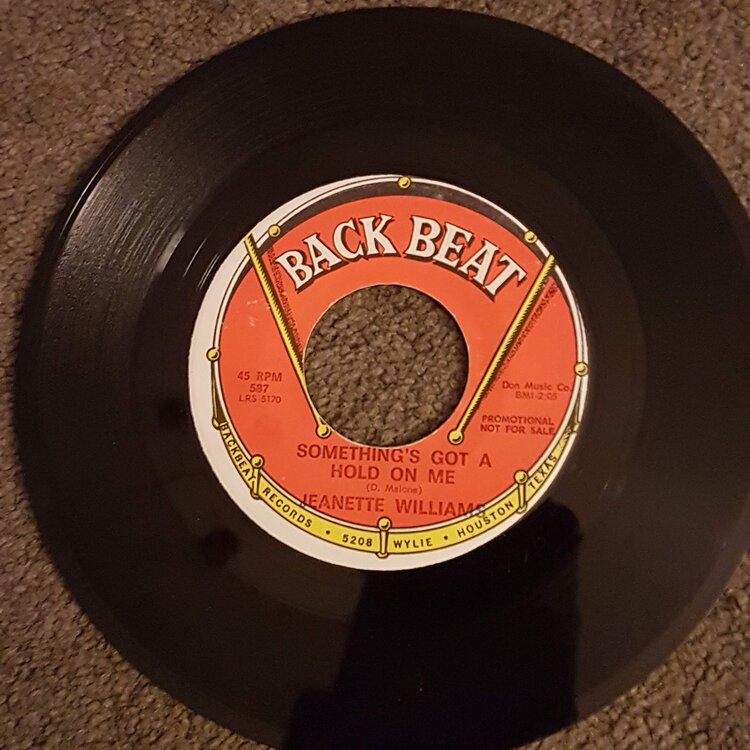 BACK BEAT
45 RPM
587
LRS 5170
Don Music Co.
BMI-2:05
PROMOTIONAL
NOT FOR SALE
SOMETHING'S GOT A
HOLD ON ME
(D. Malone)
JEANETTE WILLIAMS
BACKBEAT RECORDS • 5208 WYLIE • HOUSTON TEXAS